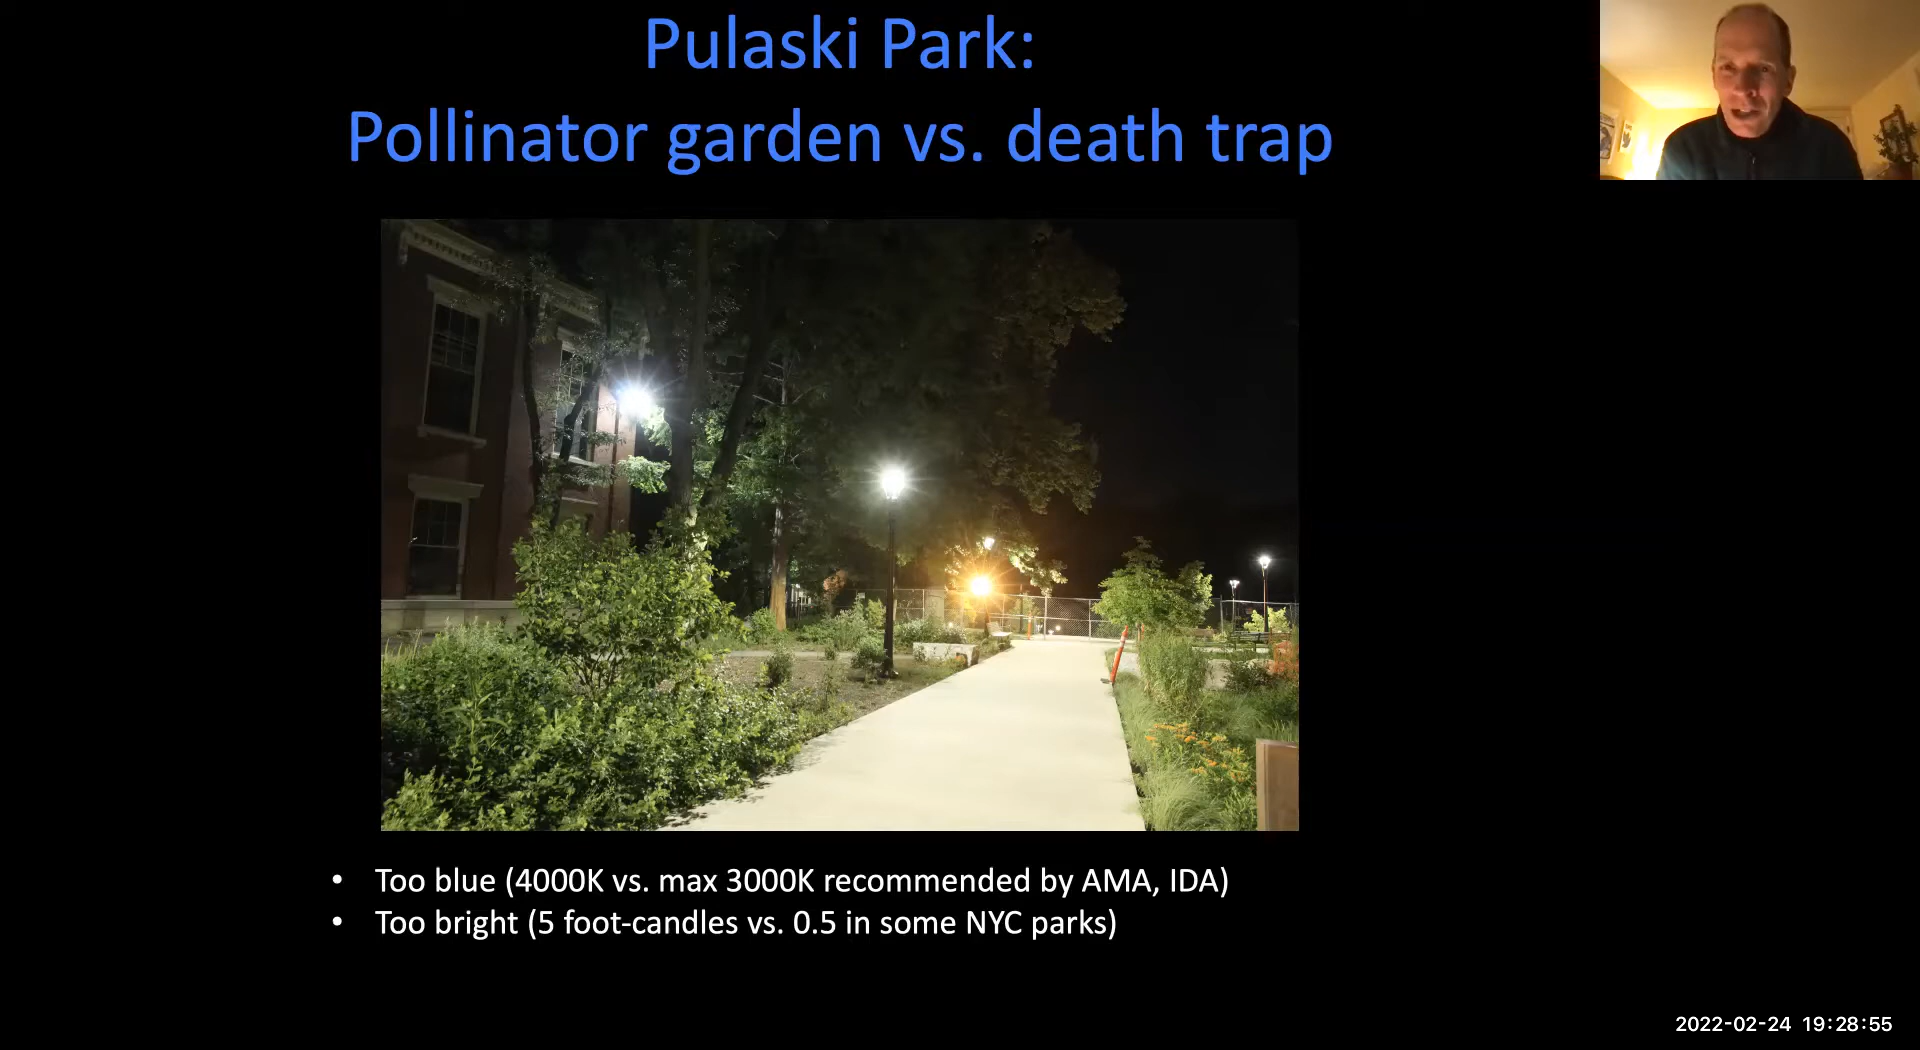 Pulaski Park:
Pollinator garden vs. death trap
• Too blue (4000K vs. max 3000K recommended by AMA, IDA)
• Too bright (5 foot-candles vs. 0.5 in some NYC parks)
2022-02-24 19:28:55